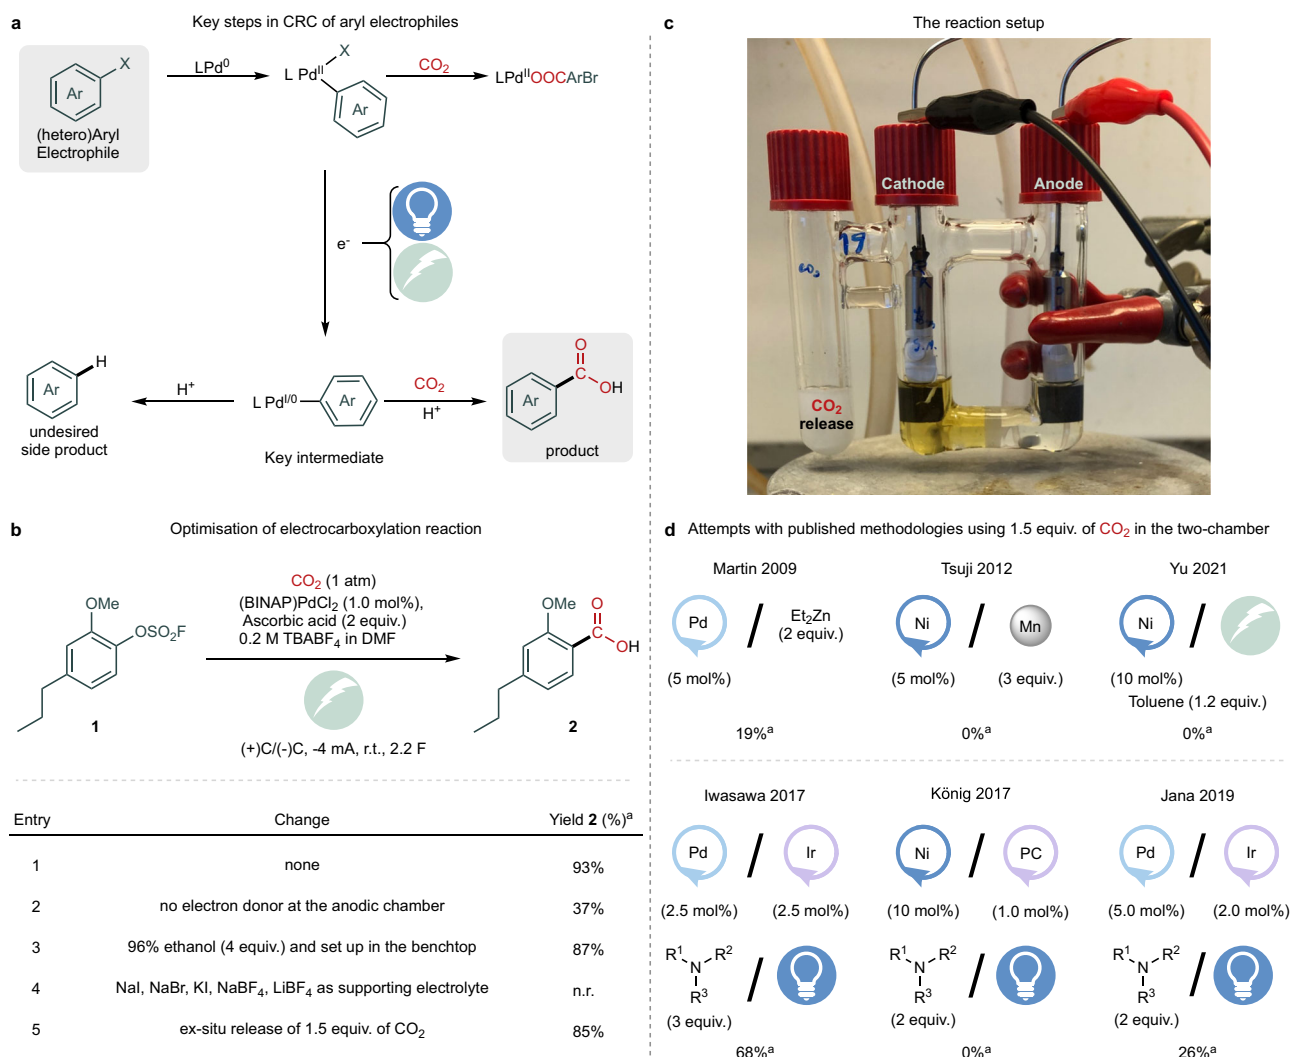 a
Key steps in CRC of aryl electrophiles
X
Ar
(hetero)Aryl
Electrophile
LPd⁰
L Pdᴵᴵ
X
Ar
CO₂
LPdᴵᴵOOCArBr
e⁻
H
Ar
undesired
side product
H⁺
L Pdᴵ/⁰
Ar
Key intermediate
CO₂
H⁺
O
OH
Ar
product
b
Optimisation of electrocarboxylation reaction
OMe
OSO₂F
1
CO₂ (1 atm)
(BINAP)PdCl₂ (1.0 mol%),
Ascorbic acid (2 equiv.)
0.2 M TBABF₄ in DMF
(+)C/(-)C, -4 mA, r.t., 2.2 F
OMe
O
OH
2
Entry Change Yield 2 (%)ᵃ
1 none 93%
2 no electron donor at the anodic chamber 37%
3 96% ethanol (4 equiv.) and set up in the benchtop 87%
4 NaI, NaBr, KI, NaBF₄, LiBF₄ as supporting electrolyte n.r.
5 ex-situ release of 1.5 equiv. of CO₂ 85%
c
The reaction setup
Cathode
Anode
19
CO₂
CO₂
release
d
Attempts with published methodologies using 1.5 equiv. of CO₂ in the two-chamber
Martin 2009
Pd
/
Et₂Zn
(2 equiv.)
(5 mol%)
19%ᵃ
Tsuji 2012
Ni
/
Mn
(5 mol%)
(3 equiv.)
0%ᵃ
Yu 2021
Ni
/
(10 mol%)
Toluene (1.2 equiv.)
0%ᵃ
Iwasawa 2017
Pd
/
Ir
(2.5 mol%)
(2.5 mol%)
R¹
R²
N
R³
/
(3 equiv.)
68%ᵃ
König 2017
Ni
/
PC
(10 mol%)
(1.0 mol%)
R¹
R²
N
R³
/
(2 equiv.)
0%ᵃ
Jana 2019
Pd
/
Ir
(5.0 mol%)
(2.0 mol%)
R¹
R²
N
R³
/
(2 equiv.)
26%ᵃ